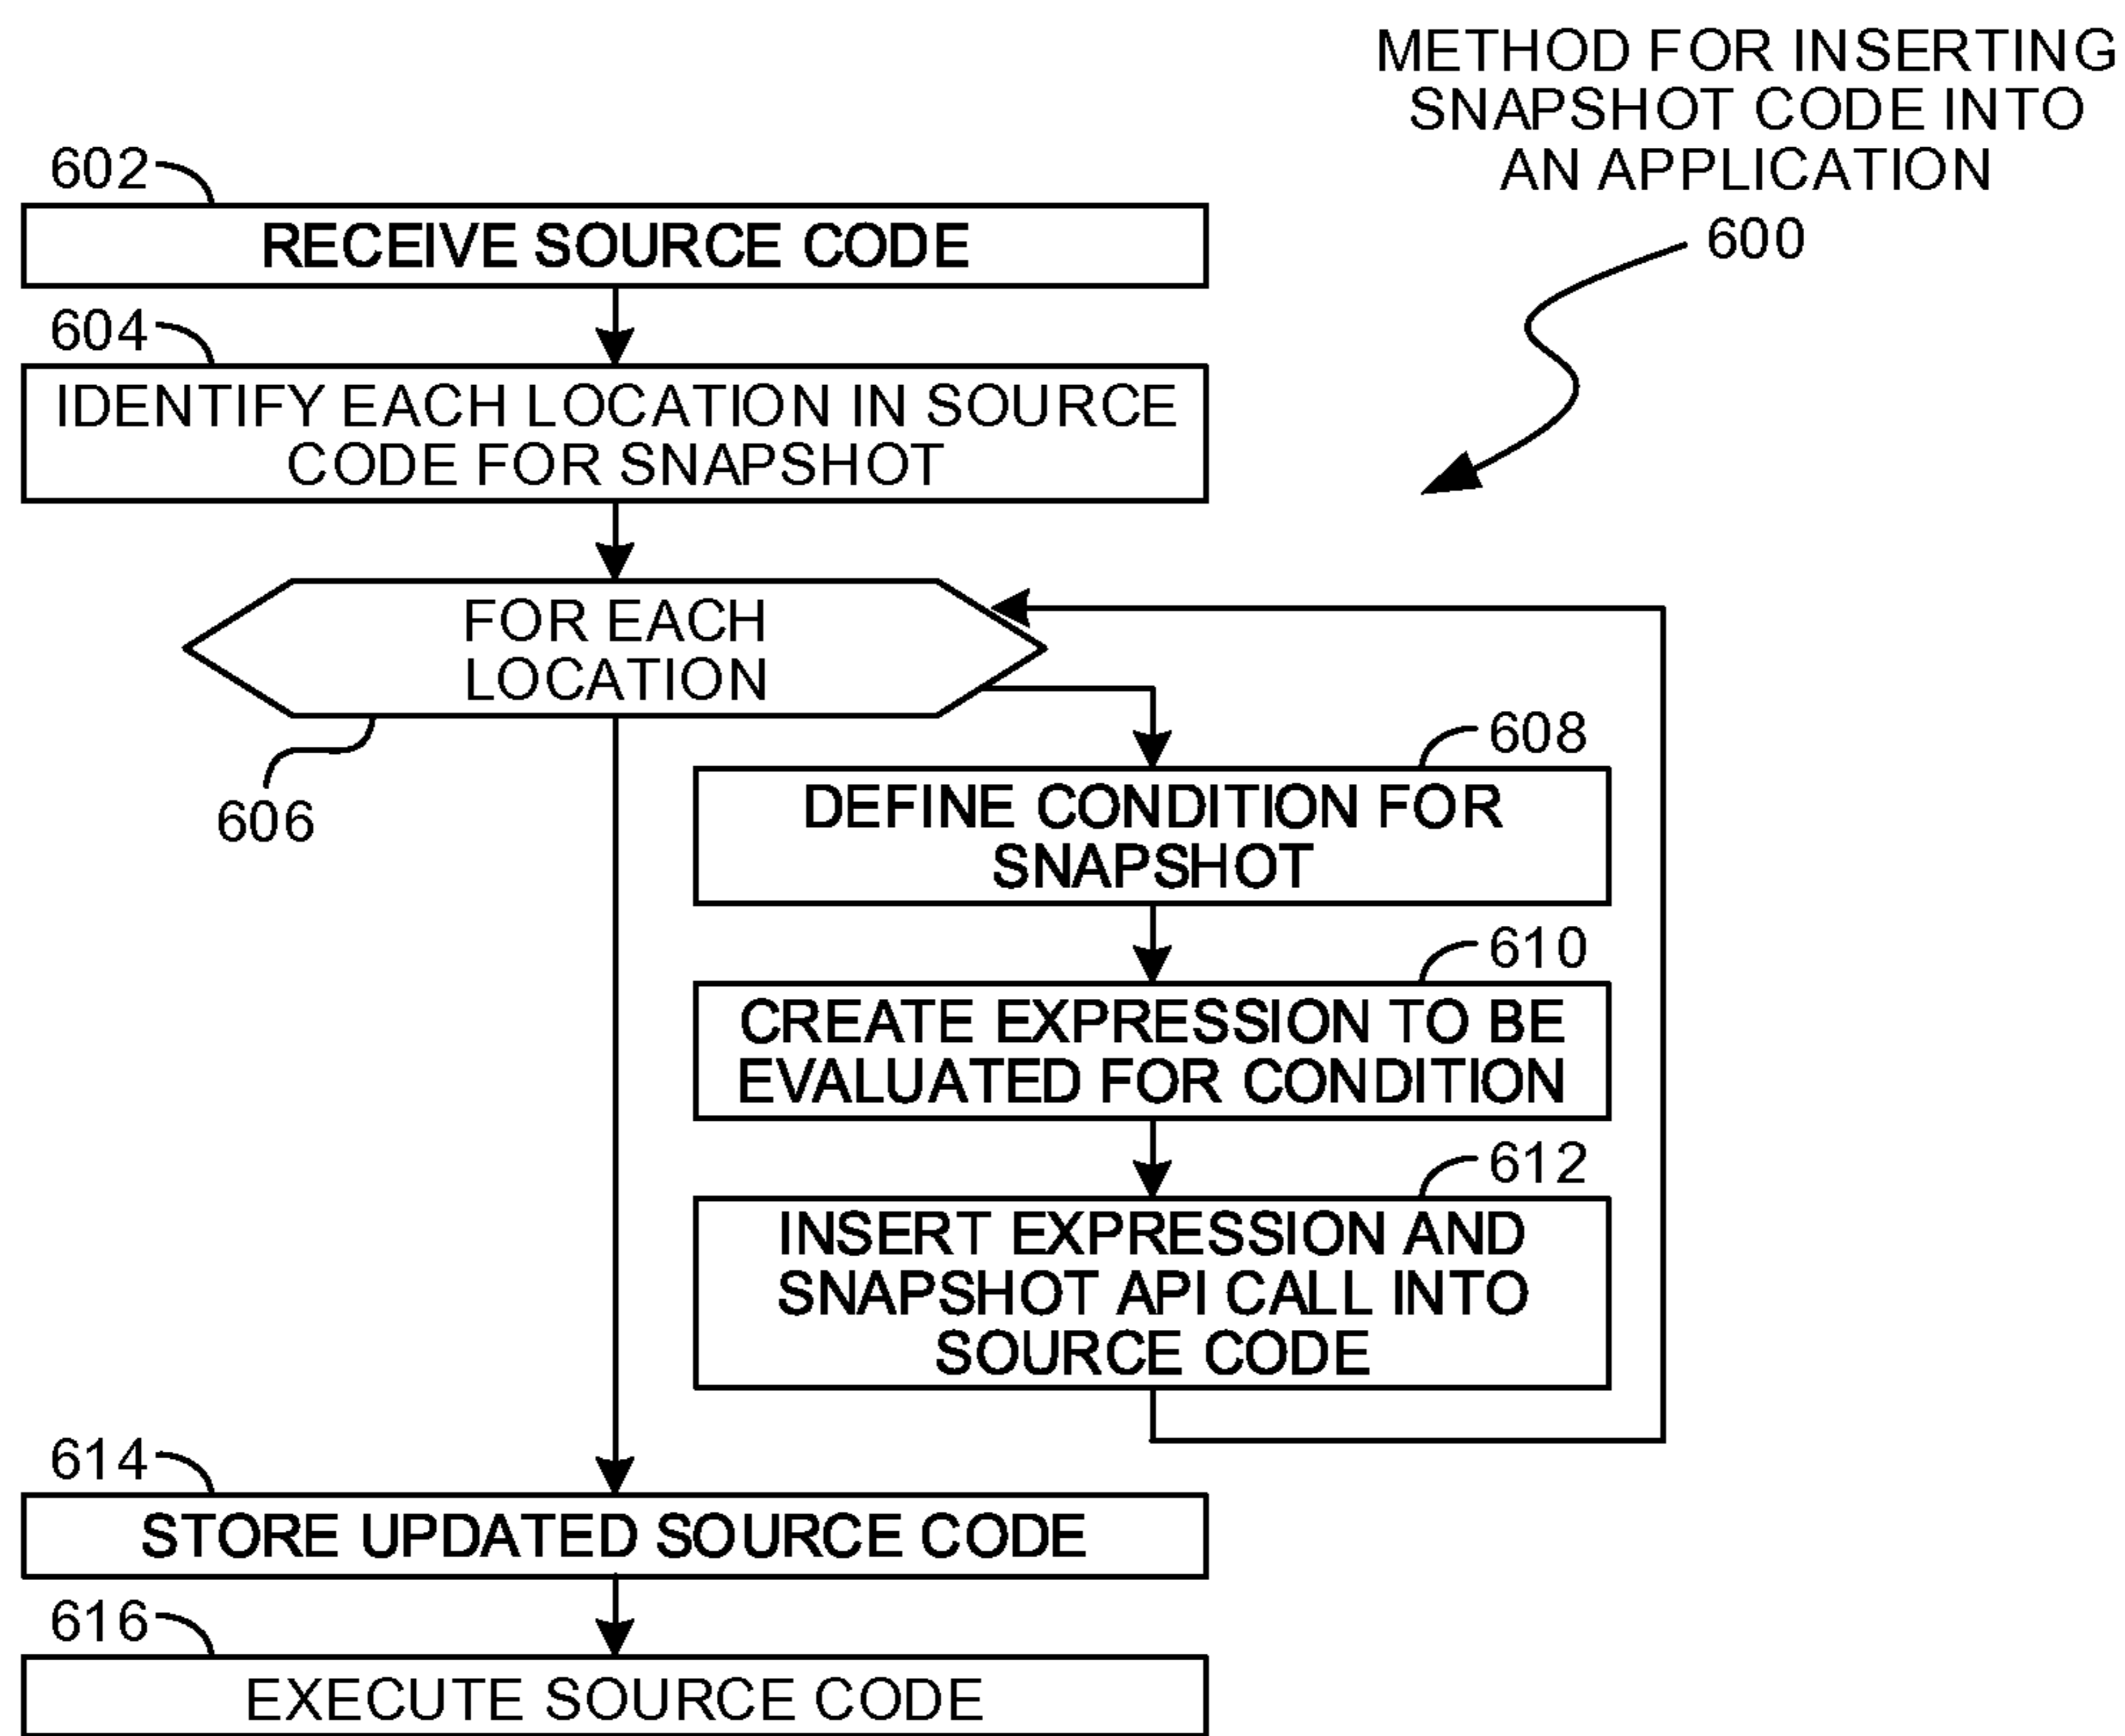 METHOD FOR INSERTING
SNAPSHOT CODE INTO
AN APPLICATION
600
602
RECEIVE SOURCE CODE
604
IDENTIFY EACH LOCATION IN SOURCE
CODE FOR SNAPSHOT
FOR EACH
LOCATION
606
608
DEFINE CONDITION FOR
SNAPSHOT
610
CREATE EXPRESSION TO BE
EVALUATED FOR CONDITION
612
INSERT EXPRESSION AND
SNAPSHOT API CALL INTO
SOURCE CODE
614
STORE UPDATED SOURCE CODE
616
EXECUTE SOURCE CODE